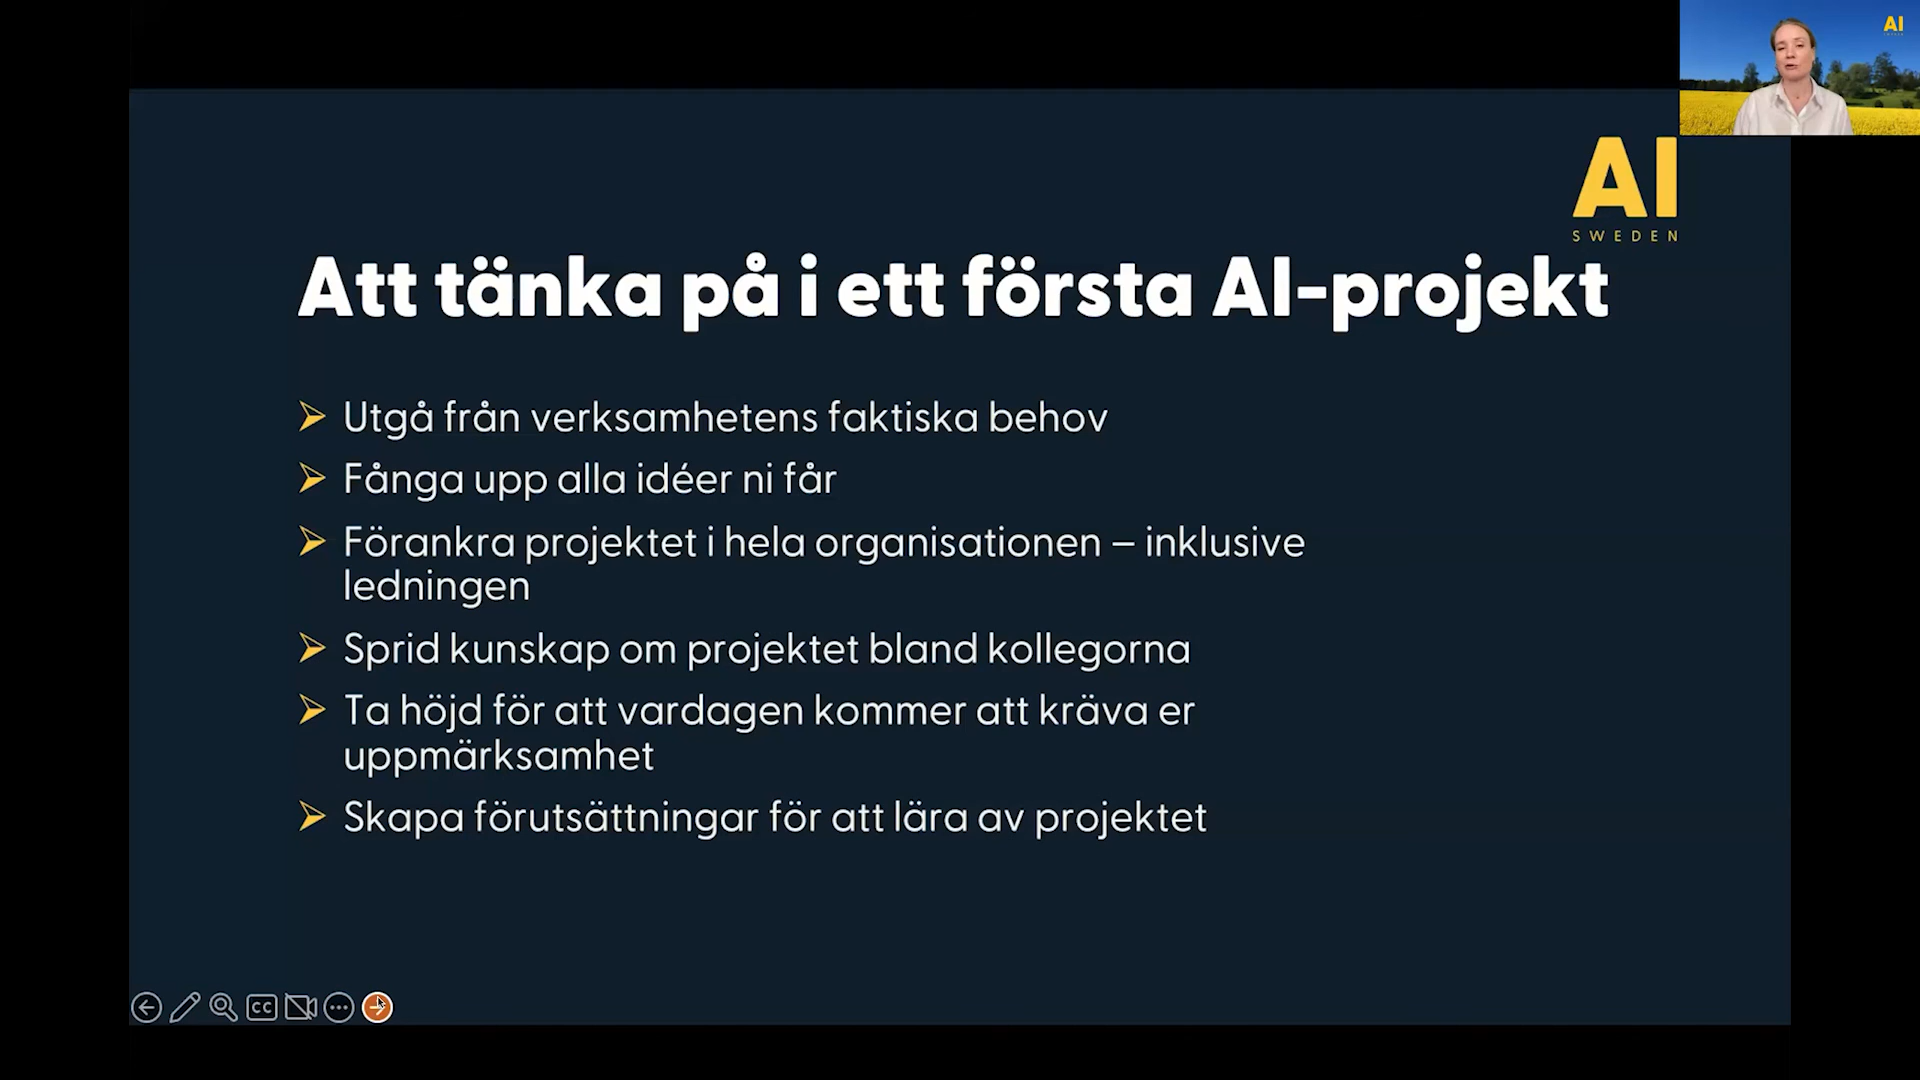 AI
AI
SWEDEN
Att tänka på i ett första AI-projekt
Utgå från verksamhetens faktiska behov
Fånga upp alla idéer ni får
Förankra projektet i hela organisationen – inklusive
ledningen
Sprid kunskap om projektet bland kollegorna
Ta höjd för att vardagen kommer att kräva er
uppmärksamhet
Skapa förutsättningar för att lära av projektet
CC